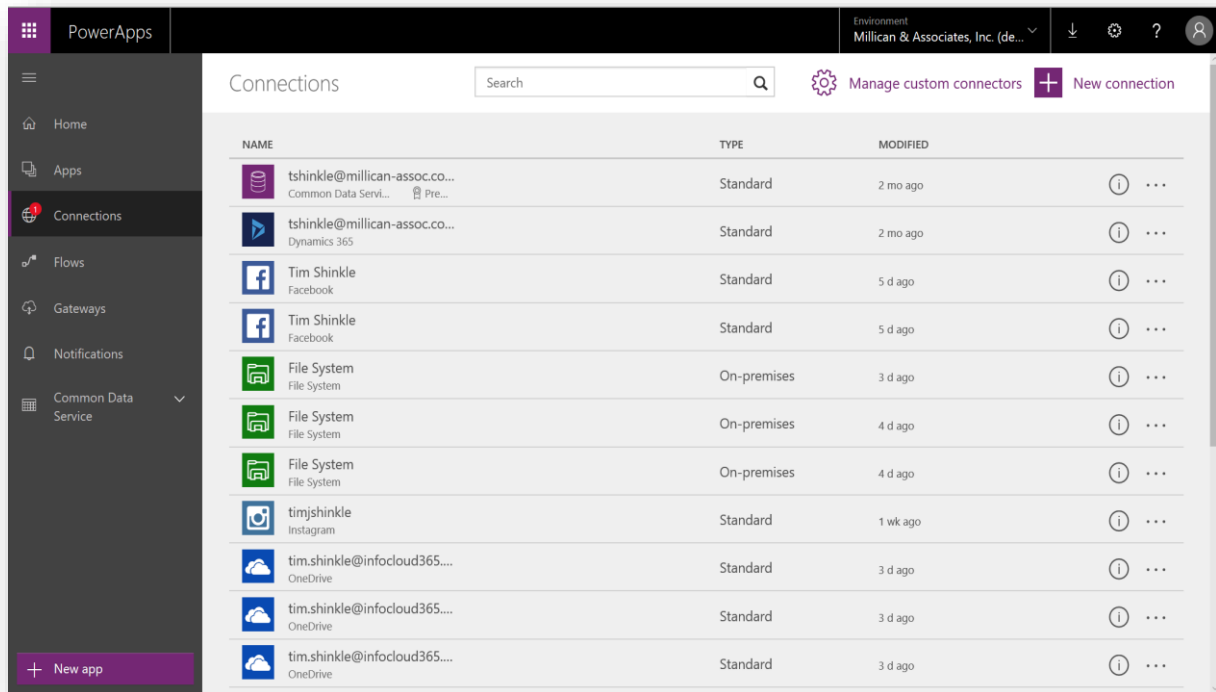 PowerApps
Environment
Millican & Associates, Inc. (de...
?
Connections
Search
Manage custom connectors
New connection
Home
Apps
1
Connections
Flows
Gateways
Notifications
Common Data
Service
New app
NAME TYPE MODIFIED
tshinkle@millican-assoc.co... Standard 2 mo ago
Common Data Servi... Pre...
tshinkle@millican-assoc.co... Standard 2 mo ago
Dynamics 365
Tim Shinkle Standard 5 d ago
Facebook
Tim Shinkle Standard 5 d ago
Facebook
File System On-premises 3 d ago
File System
File System On-premises 4 d ago
File System
File System On-premises 4 d ago
File System
timjshinkle Standard 1 wk ago
Instagram
tim.shinkle@infocloud365.... Standard 3 d ago
OneDrive
tim.shinkle@infocloud365.... Standard 3 d ago
OneDrive
tim.shinkle@infocloud365.... Standard 3 d ago
OneDrive